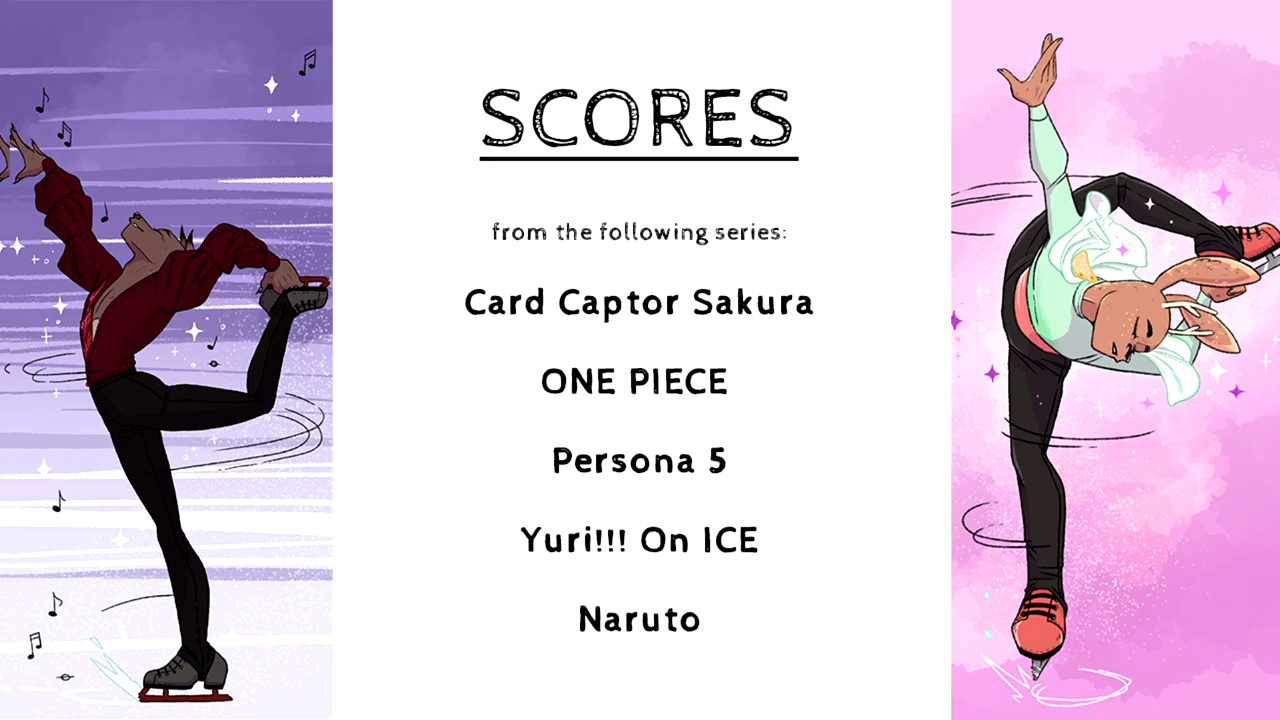 SCORES
from the following series:
Card Captor Sakura
ONE PIECE
Persona 5
Yuri!!! On ICE
Naruto